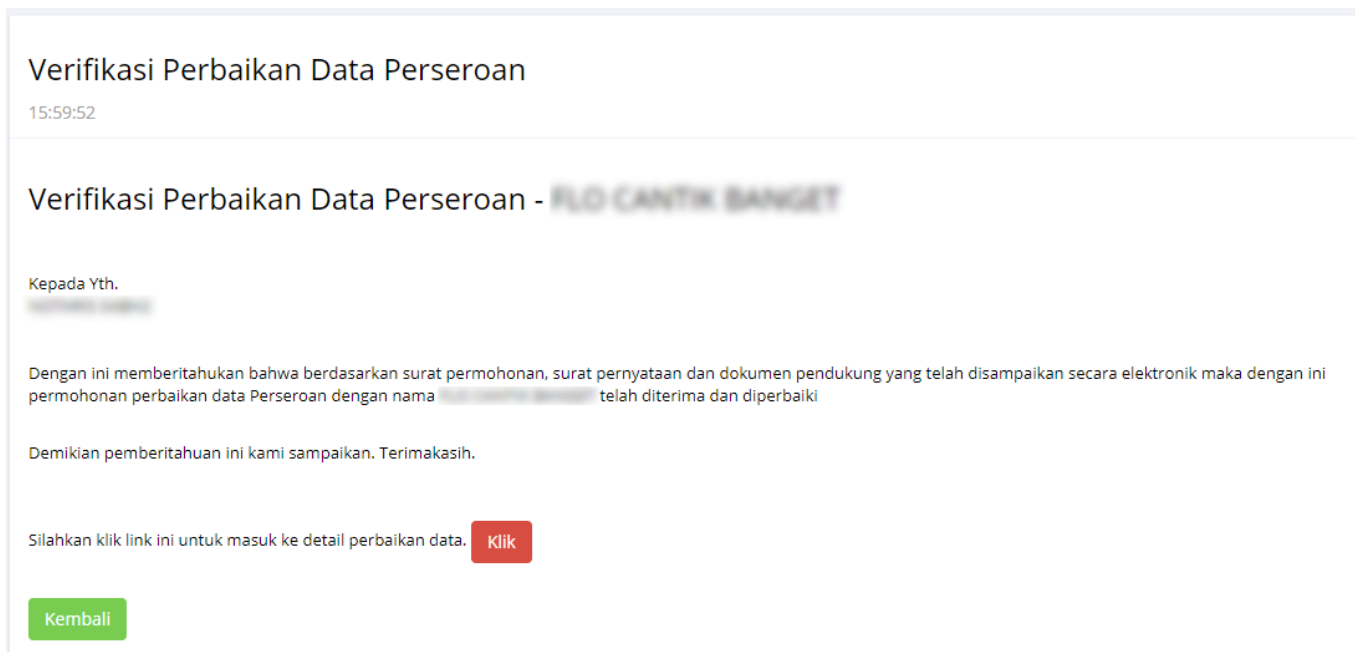 Verifikasi Perbaikan Data Perseroan
15:59:52
Verifikasi Perbaikan Data Perseroan - FLO CANTIK BANGET
Kepada Yth.
Dengan ini memberitahukan bahwa berdasarkan surat permohonan, surat pernyataan dan dokumen pendukung yang telah disampaikan secara elektronik maka dengan ini
permohonan perbaikan data Perseroan dengan nama telah diterima dan diperbaiki
Demikian pemberitahuan ini kami sampaikan. Terimakasih.
Silahkan klik link ini untuk masuk ke detail perbaikan data. Klik
Kembali